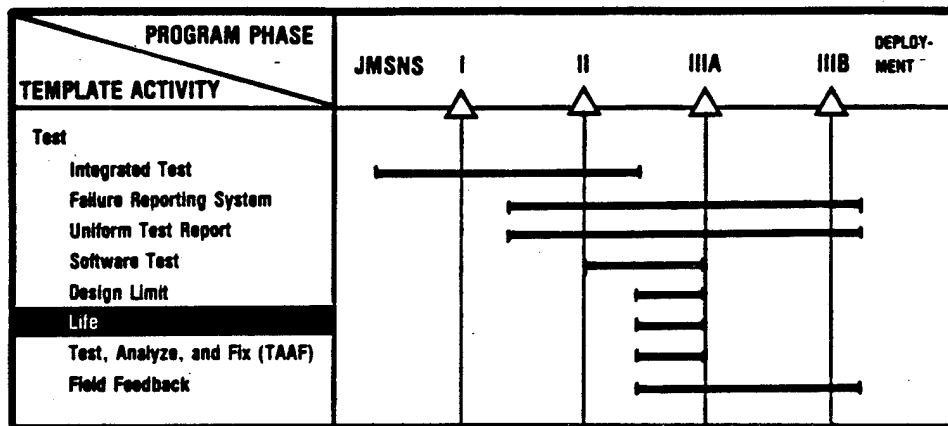 PROGRAM PHASE
TEMPLATE ACTIVITY
JMSNS I II IIIA IIIB DEPLOY-
MENT
Test
Integrated Test
Failure Reporting System
Uniform Test Report
Software Test
Design Limit
Life
Test, Analyze, and Fix (TAAF)
Field Feedback